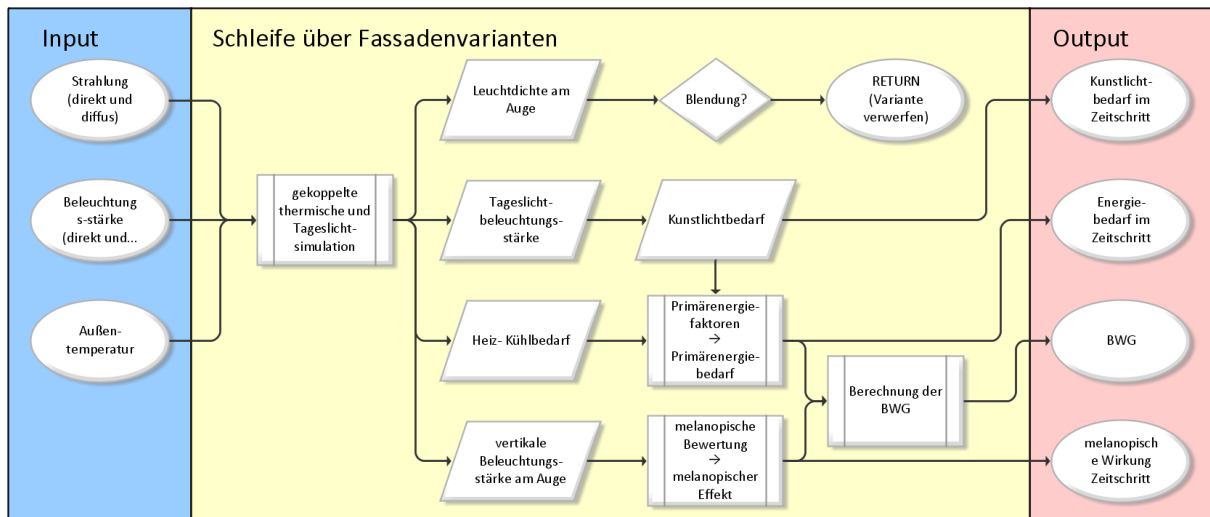 Input
Strahlung
(direkt und
diffus)
Beleuchtung
s-stärke
(direkt und...
Außen-
temperatur
Schleife über Fassadenvarianten
gekoppelte
thermische und
Tageslicht-
simulation
Leuchtdichte am
Auge
Blendung?
RETURN
(Variante
verwerfen)
Tageslicht-
beleuchtungs-
stärke
Kunstlichtbedarf
Heiz- Kühlbedarf
Primärenergie-
faktoren
→
Primärenergie-
bedarf
Berechnung der
BWG
vertikale
Beleuchtungs-
stärke am Auge
melanopische
Bewertung
→
melanopischer
Effekt
Output
Kunstlicht-
bedarf im
Zeitschritt
Energie-
bedarf im
Zeitschritt
BWG
melanopisch
e Wirkung
Zeitschritt